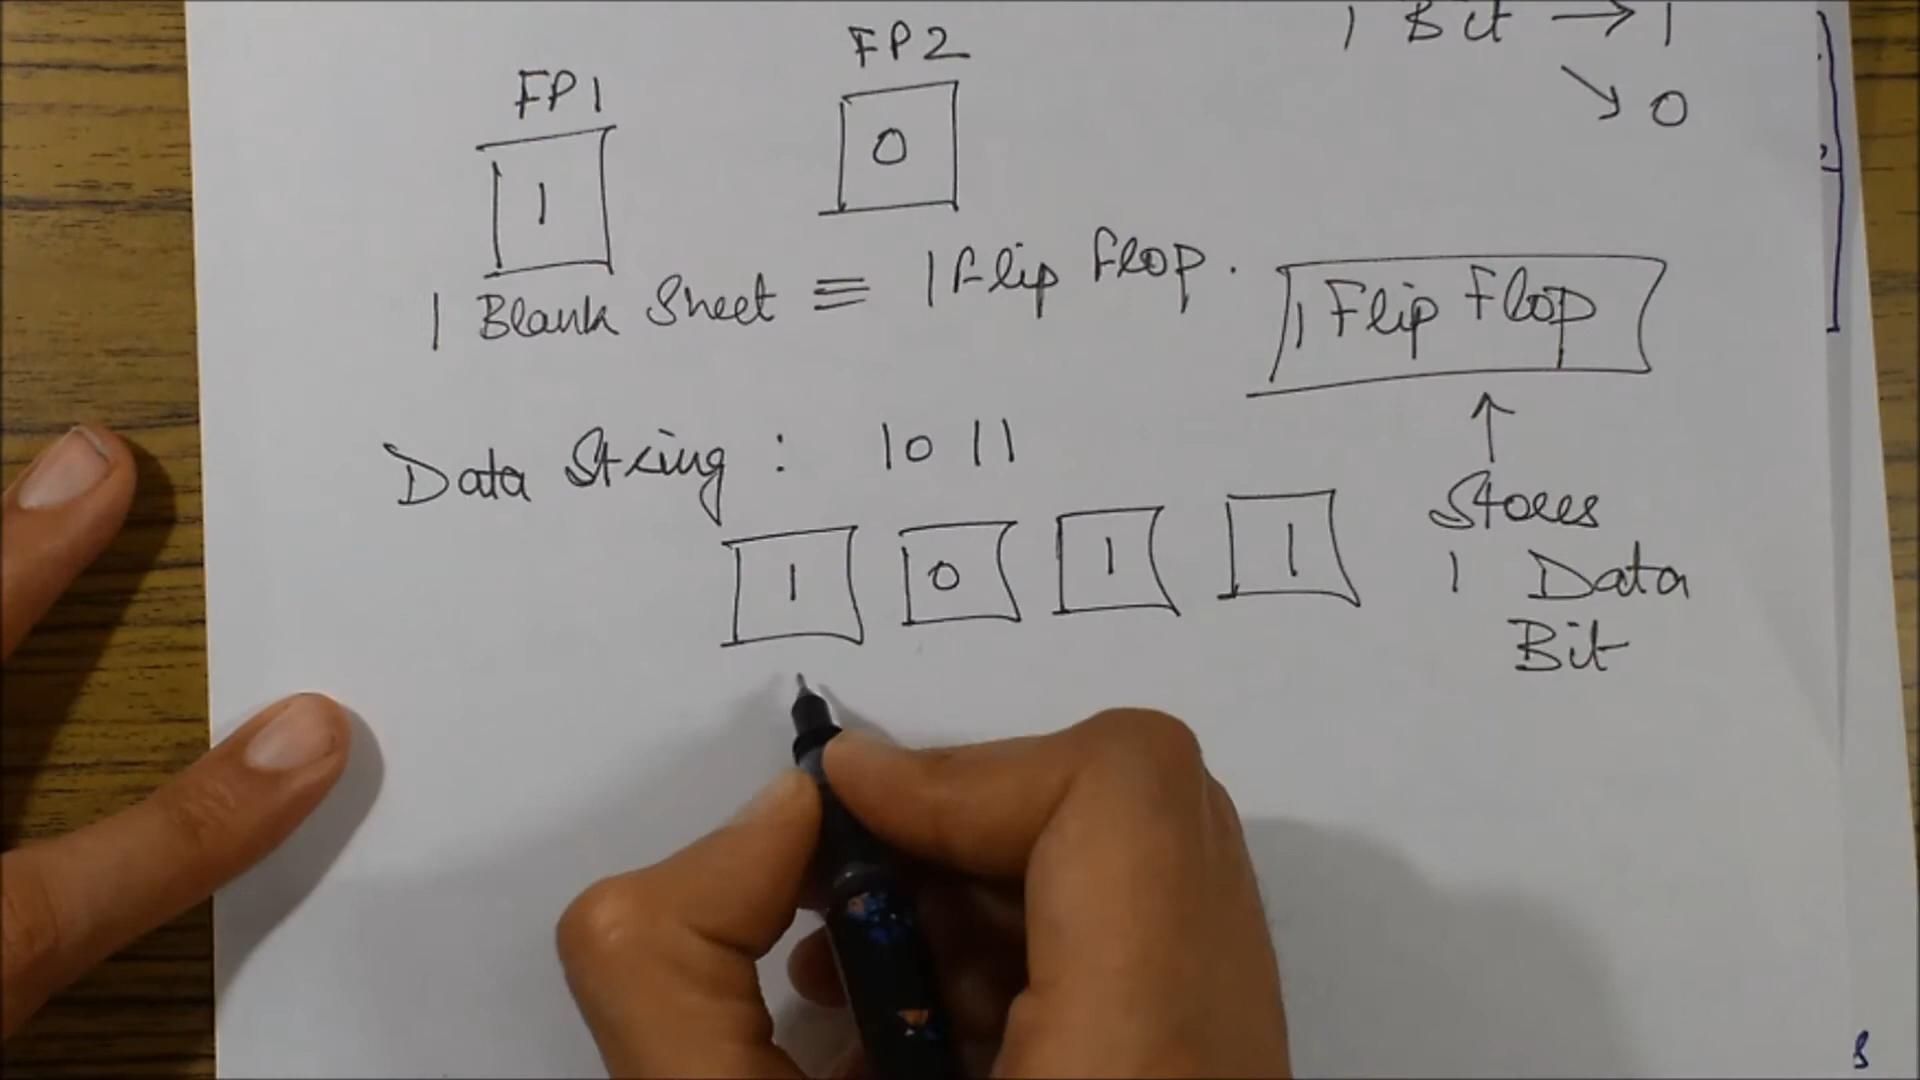 1 Bit → 1
↘ 0
FP1
FP2
1
0
1 Blank Sheet ≡ 1 Flip Flop.
1 Flip Flop
↑
Stores
1 Data
Bit
Data String : 1011
1 0 1 1